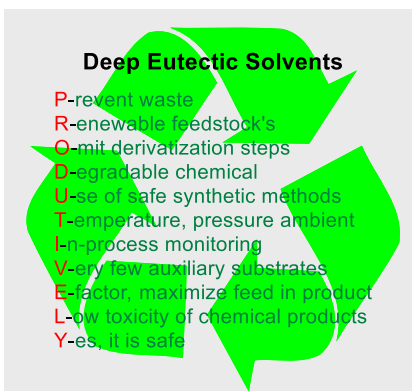 Deep Eutectic Solvents
P-revent waste
R-enewable feedstock's
O-mit derivatization steps
D-egradable chemical
U-se of safe synthetic methods
T-emperature, pressure ambient
I-n-process monitoring
V-ery few auxiliary substrates
E-factor, maximize feed in product
L-ow toxicity of chemical products
Y-es, it is safe